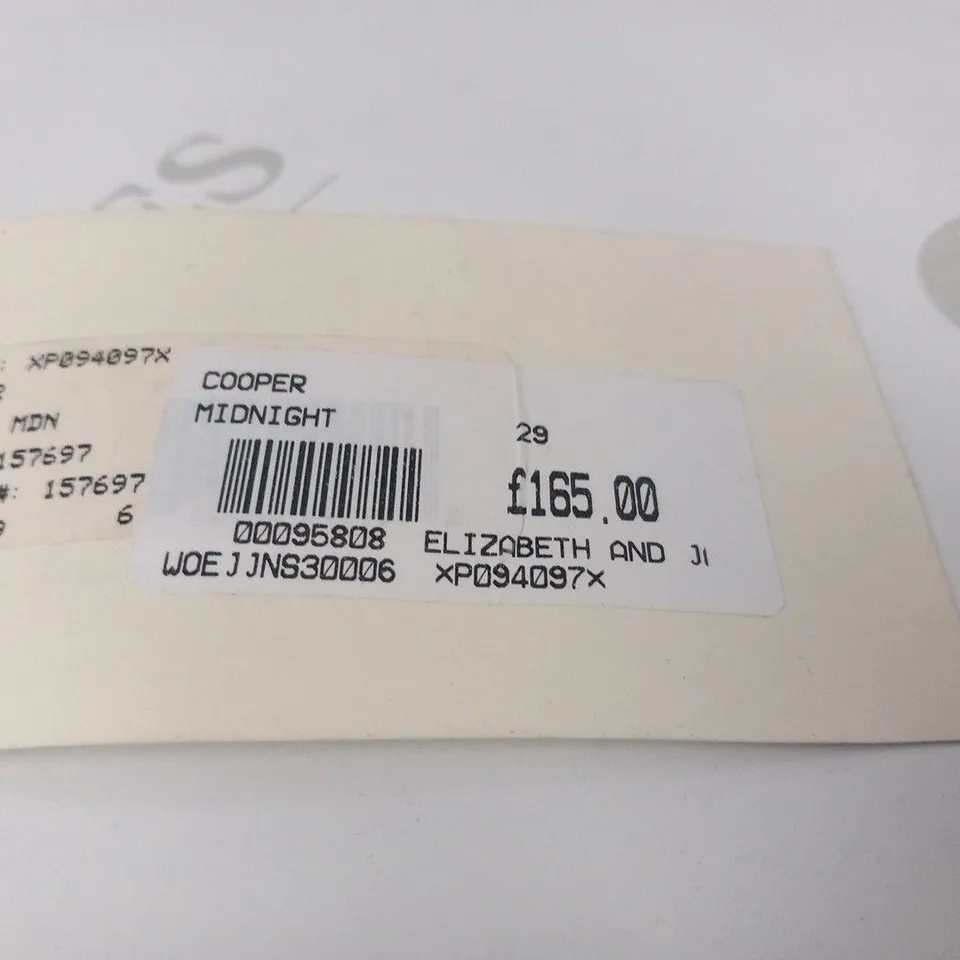 : XP094097X
MDN
157697
#: 157697
6
COOPER
MIDNIGHT
29
£165.00
00095808 ELIZABETH AND
WOEJJNS30006 XP094097X